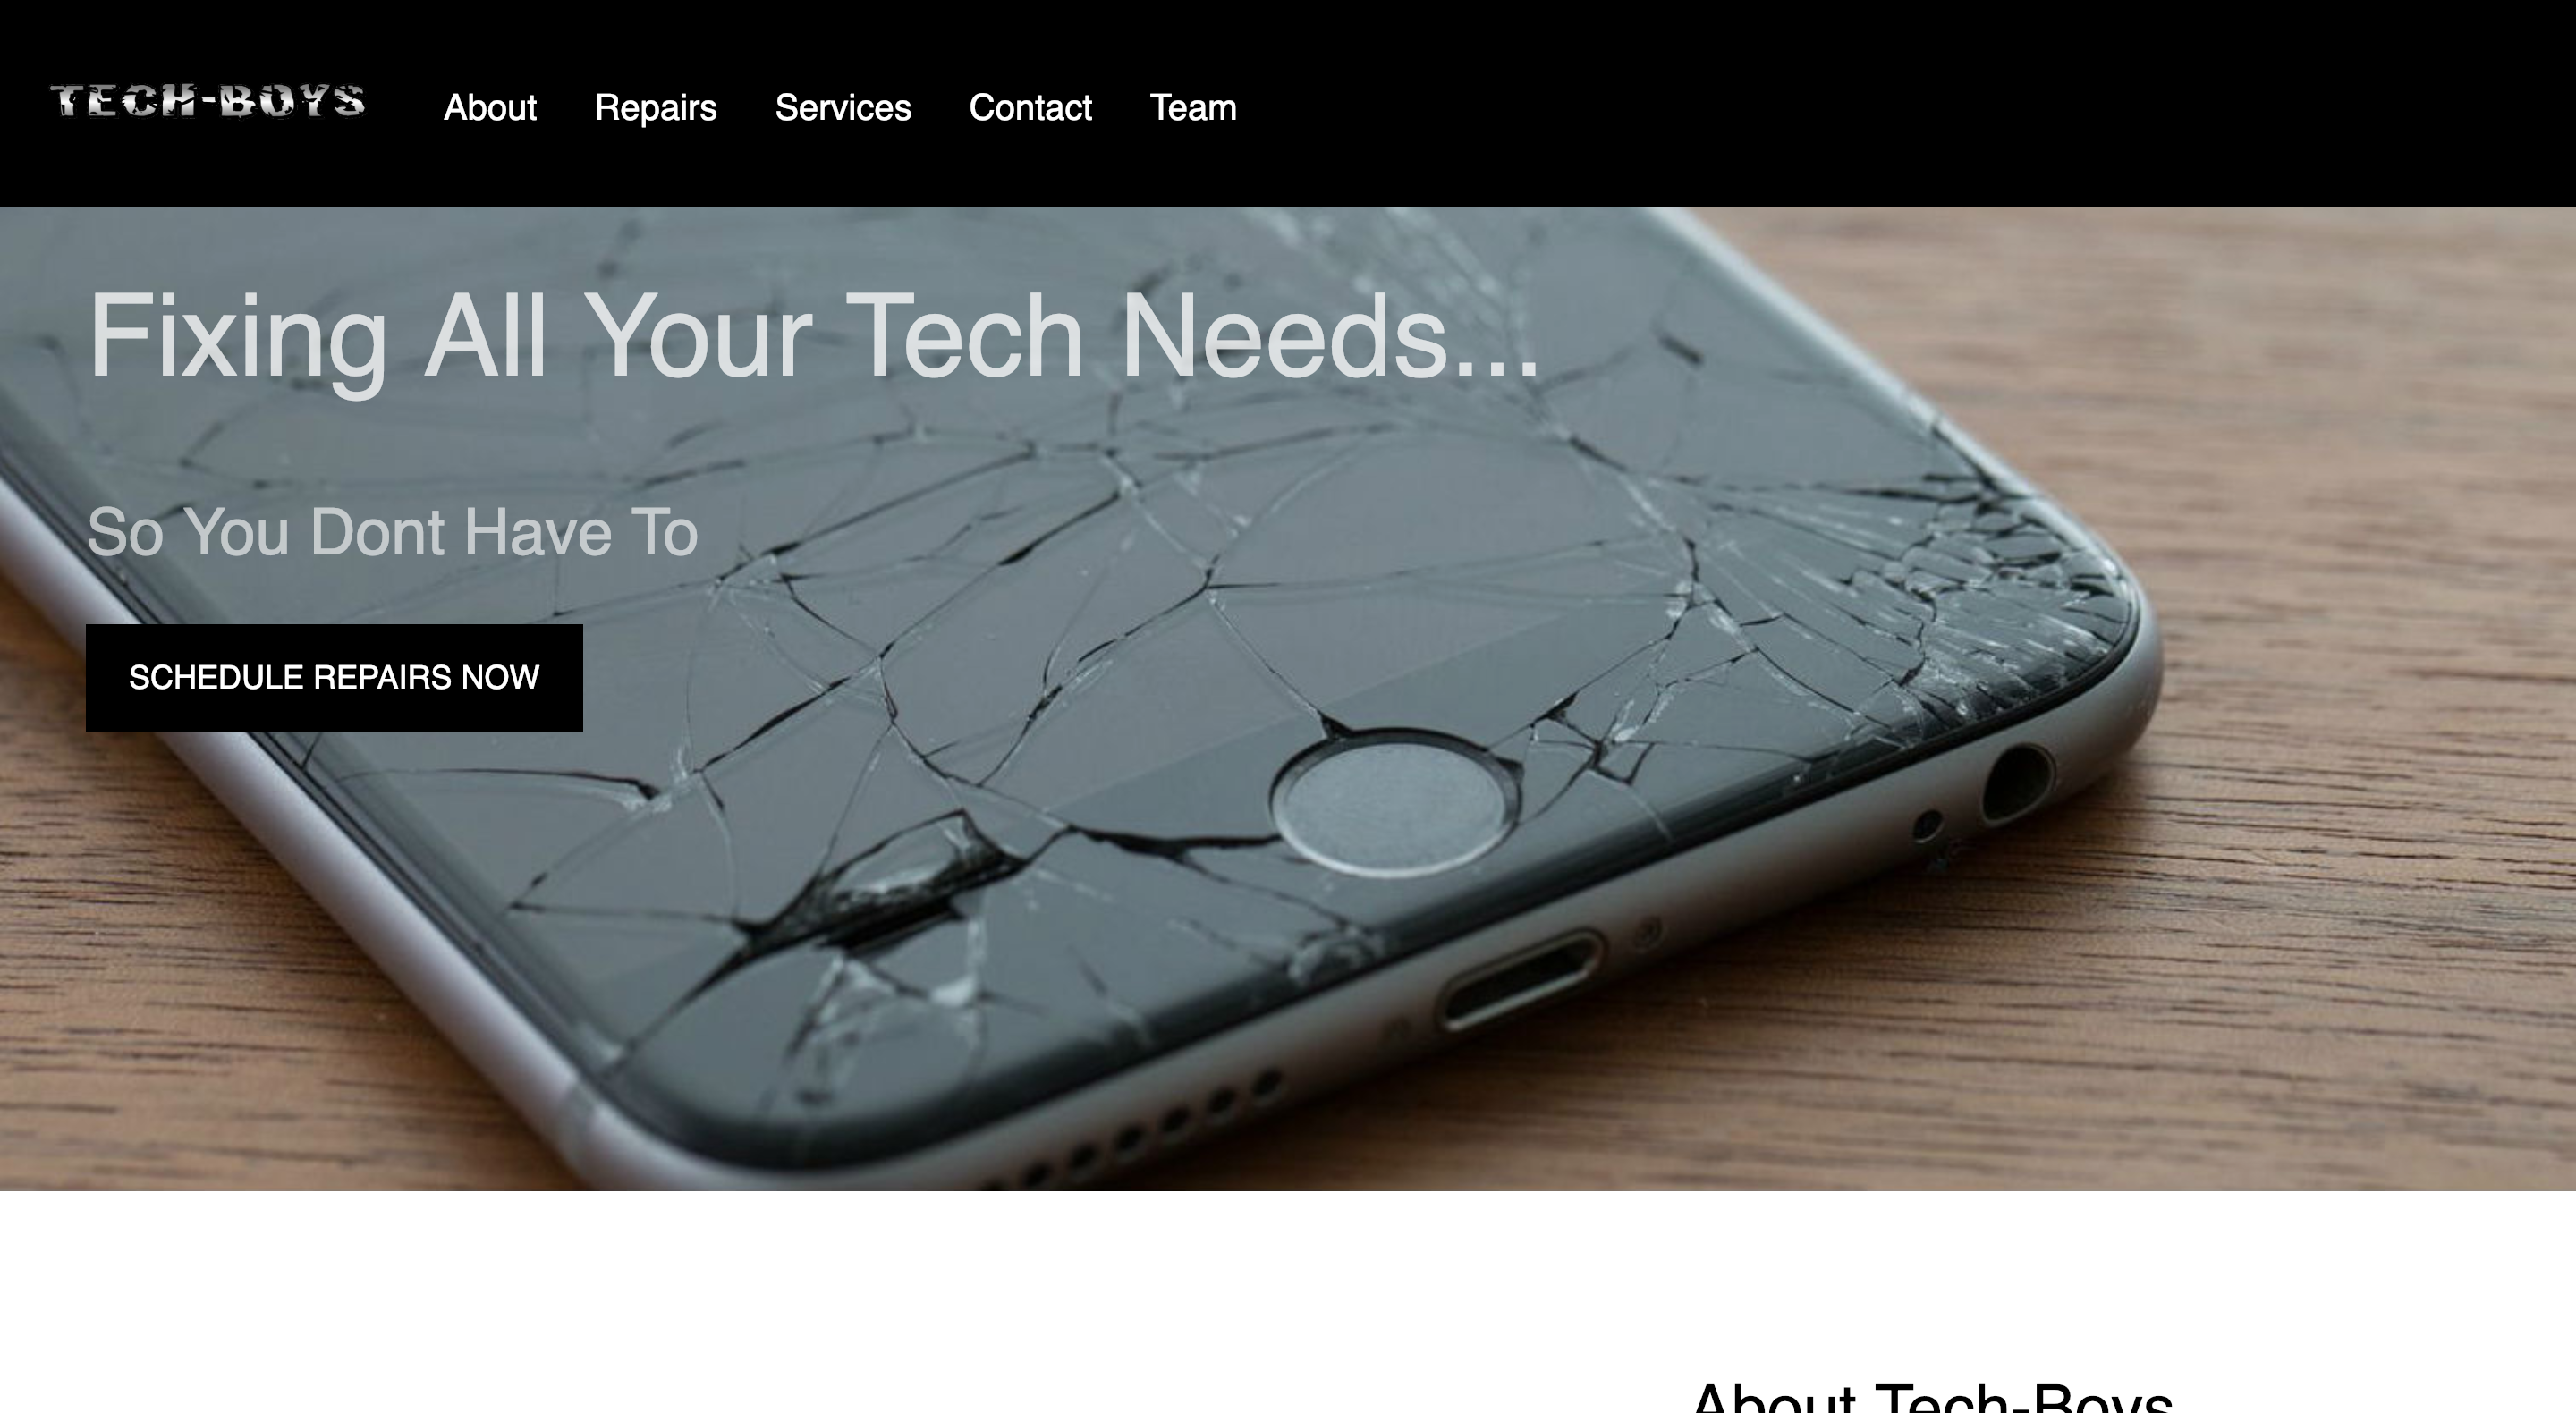 TECH-BOYS About Repairs Services Contact Team
Fixing All Your Tech Needs...
So You Dont Have To
SCHEDULE REPAIRS NOW
About Tech-Boys